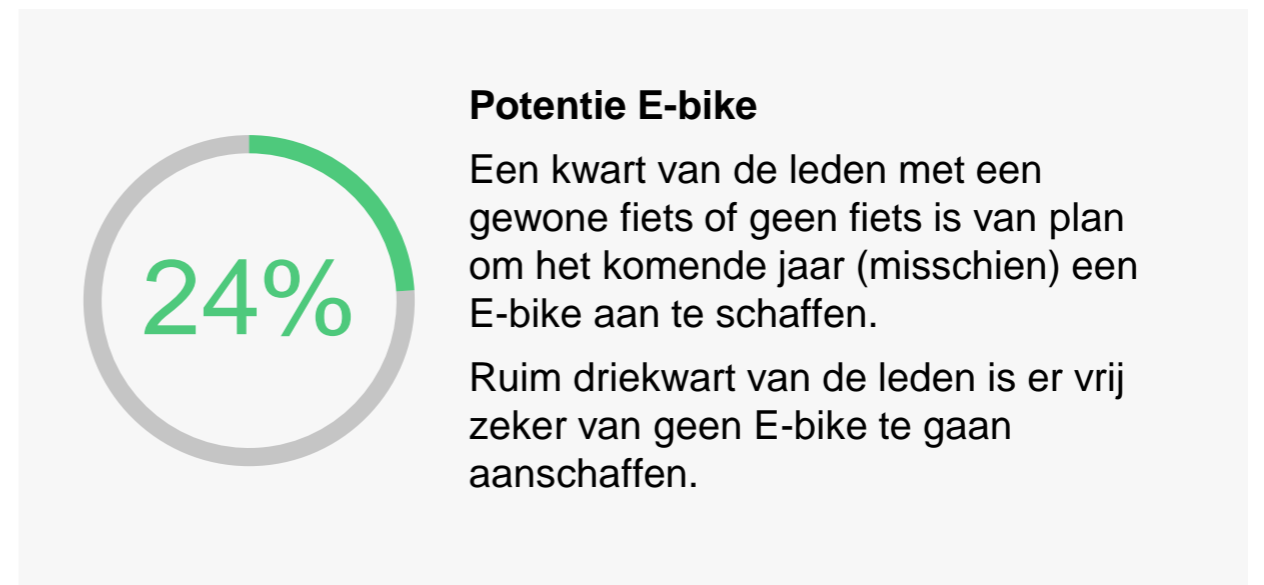 Potentie E-bike
Een kwart van de leden met een
gewone fiets of geen fiets is van plan
om het komende jaar (misschien) een
E-bike aan te schaffen.
Ruim driekwart van de leden is er vrij
zeker van geen E-bike te gaan
aanschaffen.
24%